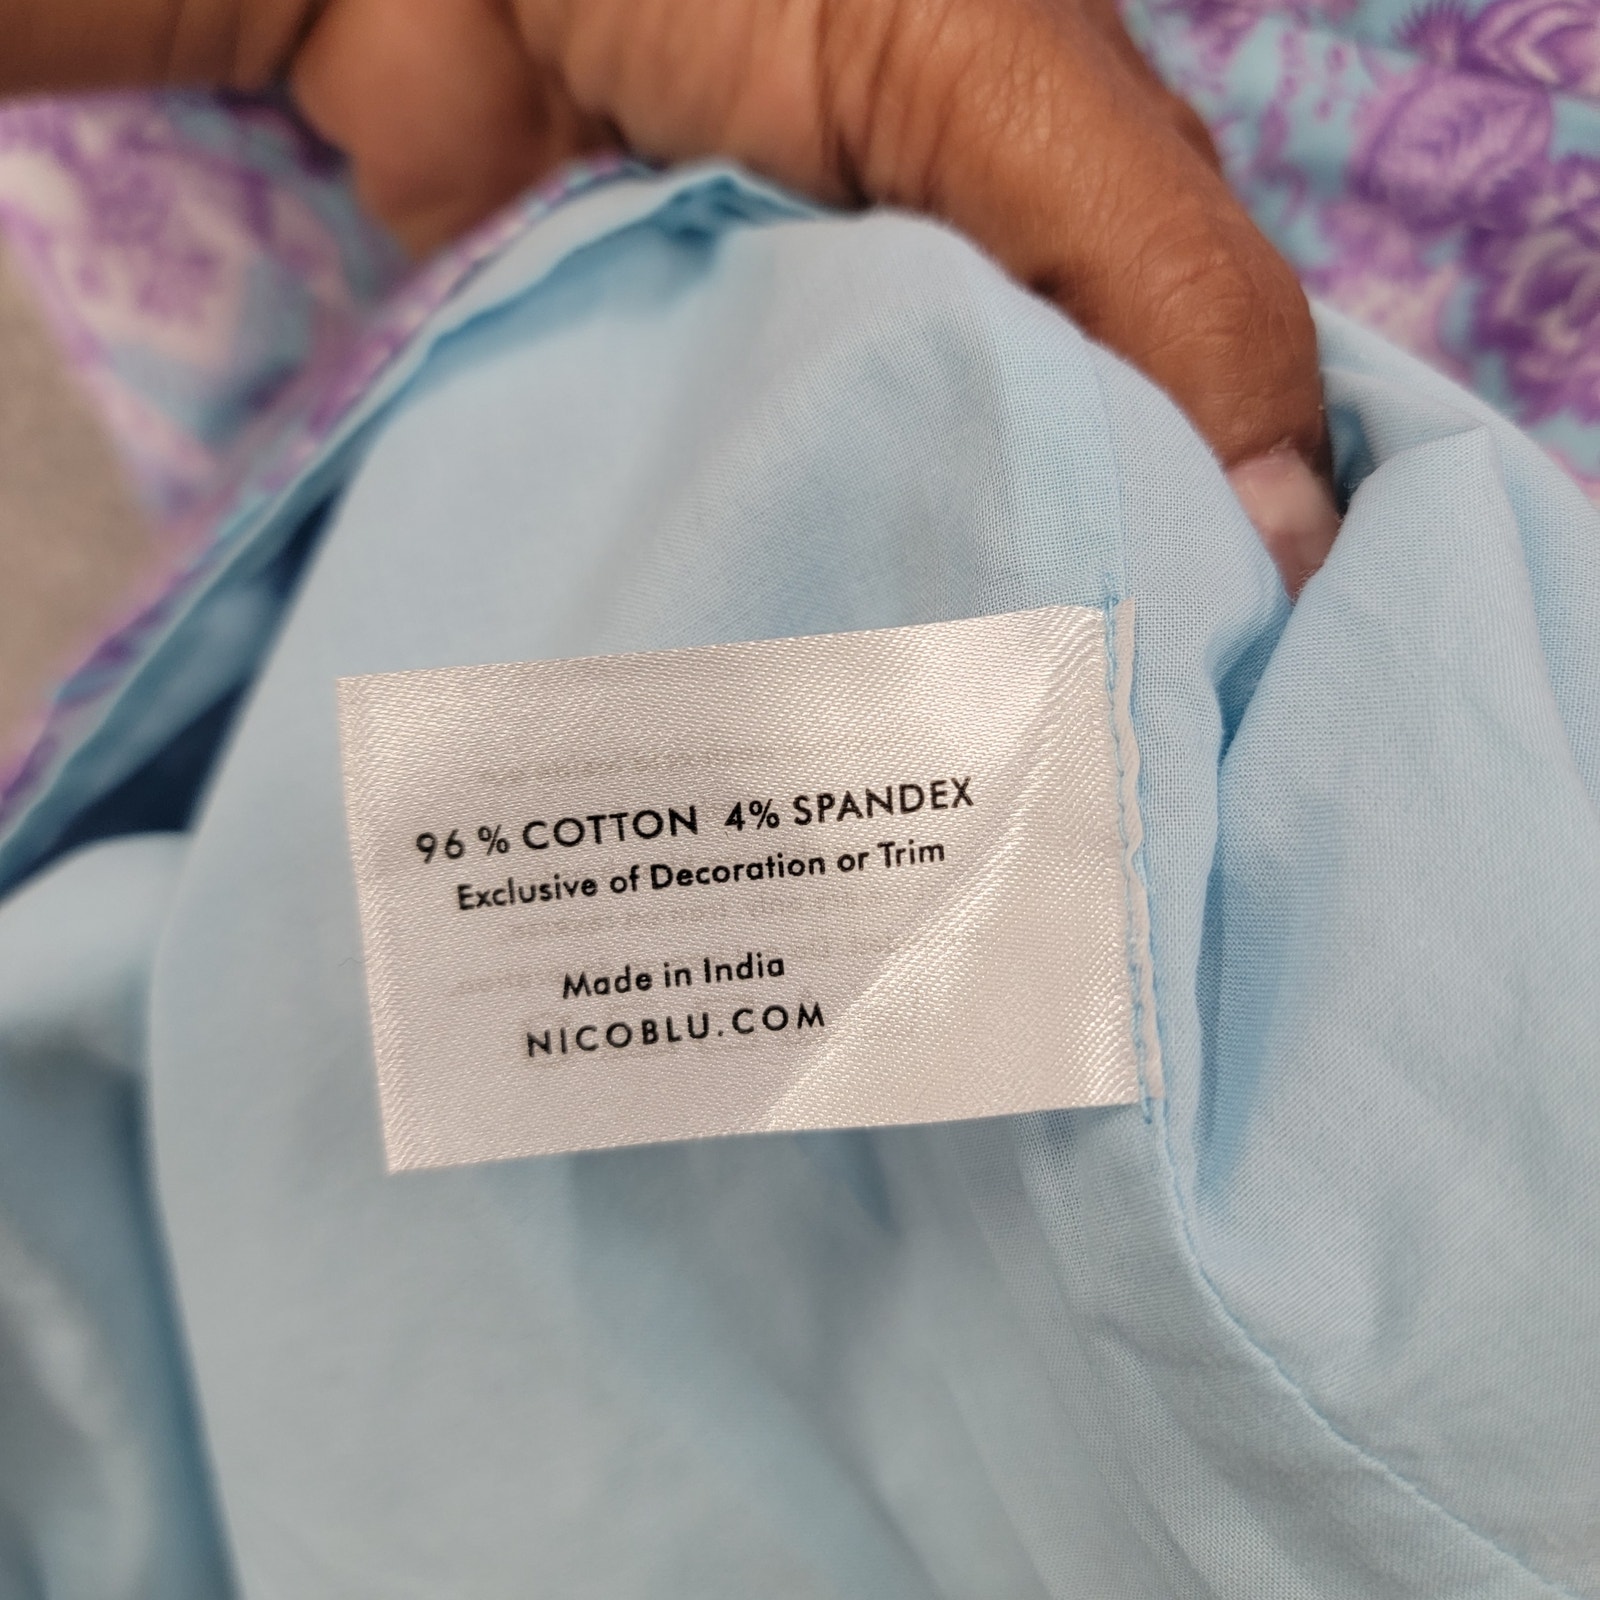 96 % COTTON 4% SPANDEX
Exclusive of Decoration or Trim
Made in India
NICOBLU.COM